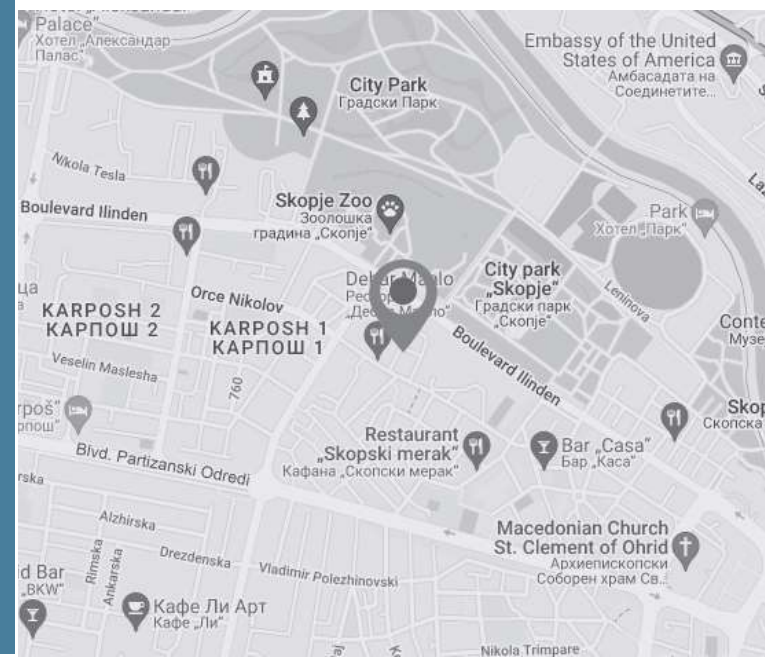 Palace"
Хотел „Александар
Палас"
City Park
Градски Парк
Embassy of the United
States of America
Амбасадата на
Соединетите...
Nikola Tesla
Boulevard Ilinden
Skopje Zoo
Зоолошка
градина „Скопје"
Park
Хотел „Парк"
Leninova
City park
„Skopje"
Градски парк
„Скопје"
Orce Nikolov
KARPOSH 2
КАРПОШ 2
KARPOSH 1
КАРПОШ 1
Boulevard Ilinden
Veselin Maslesha
760
Blvd. Partizanski Odredi
Restaurant
„Skopski merak"
Кафана „Скопски мерак"
Bar „Casa"
Бар „Каса"
Скопска
Alzhirska
Rimska
Ankarska
Drezdenska
Vladimir Polezhinovski
Macedonian Church
St. Clement of Ohrid
Архиепископски
Соборен храм Св...
Bar
„BKW"
Кафе Ли Арт
Кафе „Ли"
Nikola Trimpare